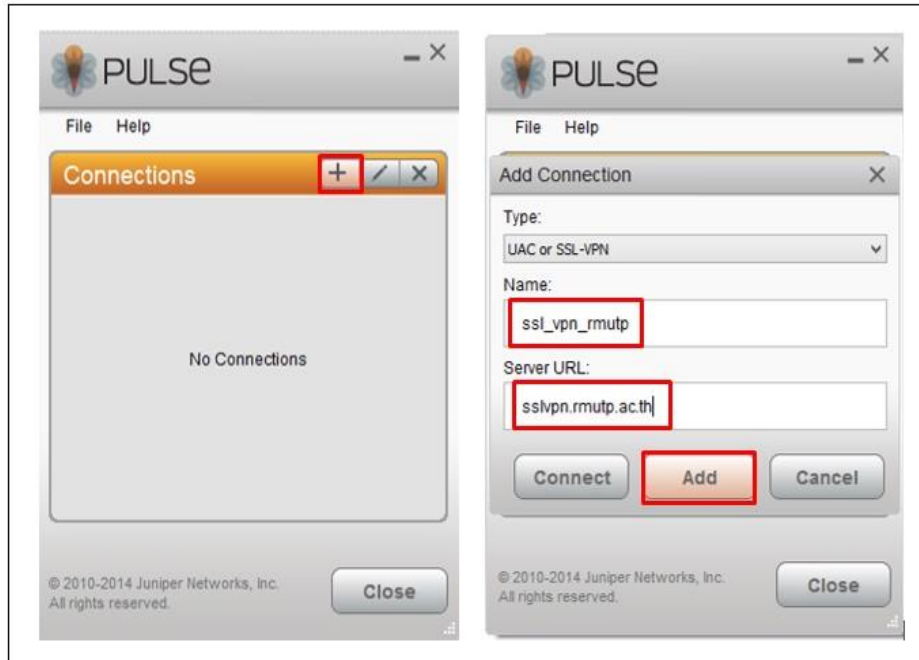 PULSE
File Help
Connections
No Connections
© 2010-2014 Juniper Networks, Inc.
All rights reserved.
Close
PULSE
File Help
Add Connection
Type:
UAC or SSL-VPN
Name:
ssl_vpn_rmutp
Server URL:
sslvpn.rmutp.ac.th
Connect Add Cancel
© 2010-2014 Juniper Networks, Inc.
All rights reserved.
Close